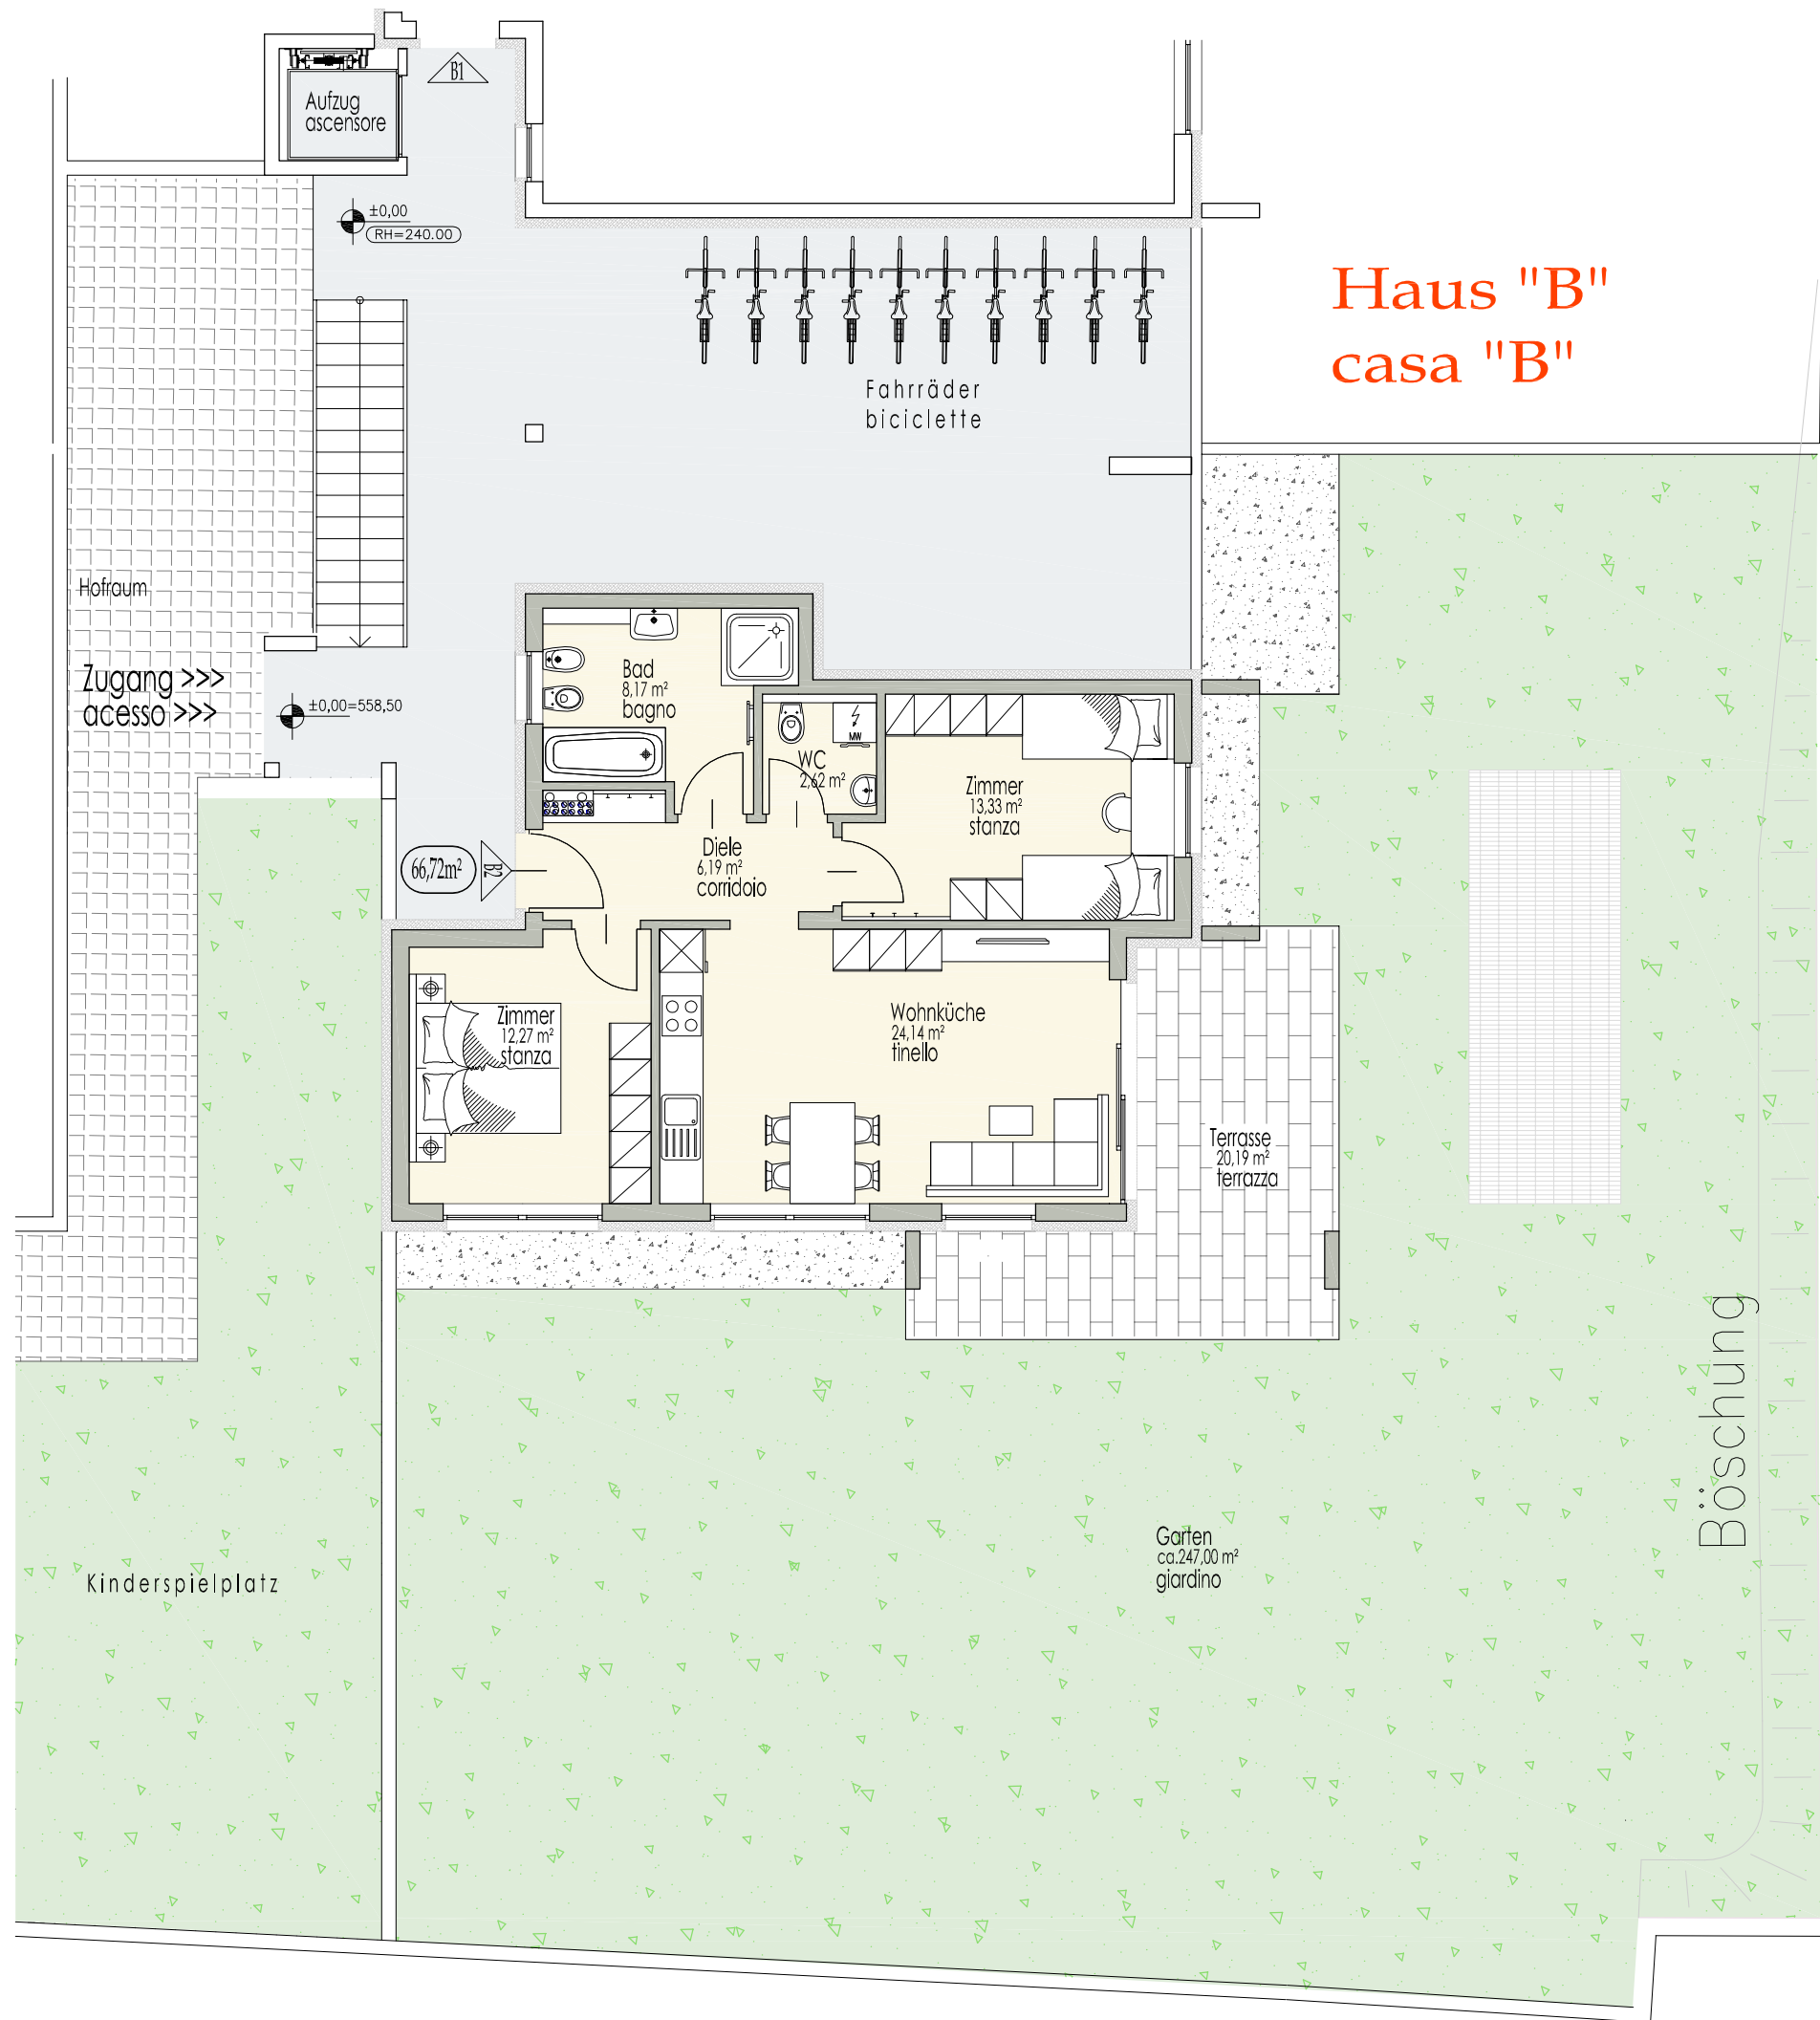 B1
Aufzug
ascensore
±0,00
RH=240.00
Haus "B"
casa "B"
Fahrräder
biciclette
Hofraum
Zugang >>>
acesso >>>
±0,00=558,50
Bad
8,17 m²
bagno
MW
WC
2,62 m²
Zimmer
13,33 m²
stanza
Diele
6,19 m²
corridoio
66,72m²
B2
Zimmer
12,27 m²
stanza
Wohnküche
24,14 m²
tinello
Terrasse
20,19 m²
terrazza
Böschung
Garten
ca.247,00 m²
giardino
Kinderspielplatz